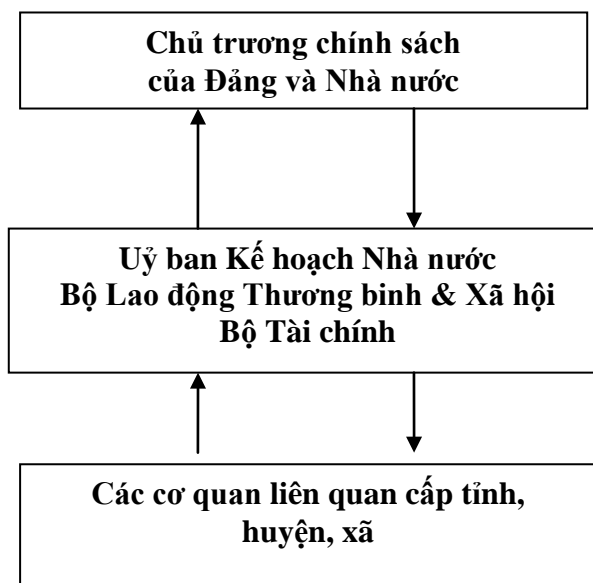 Chủ trương chính sách
của Đảng và Nhà nước
Uỷ ban Kế hoạch Nhà nước
Bộ Lao động Thương binh & Xã hội
Bộ Tài chính
Các cơ quan liên quan cấp tỉnh,
huyện, xã